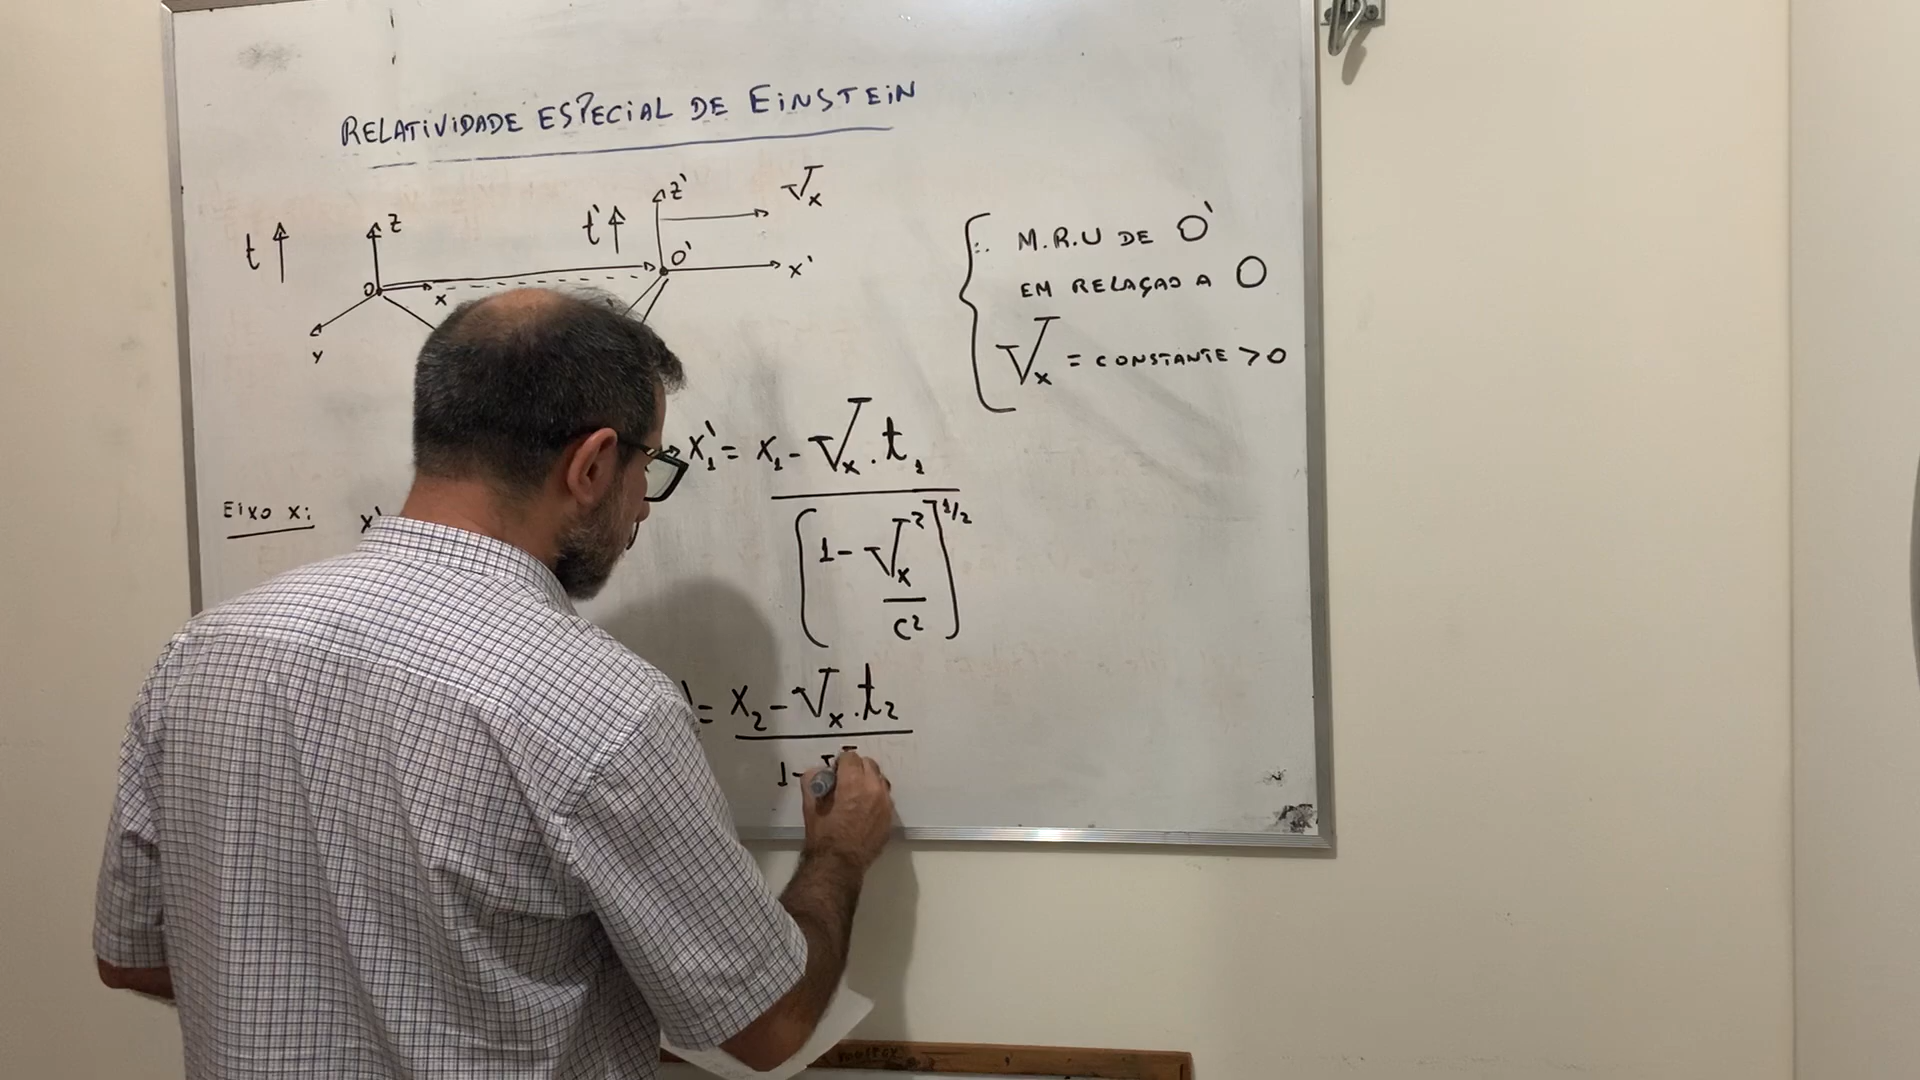 RELATIVIDADE ESPECIAL DE EINSTEIN
t z t' z' Vx
O x O' x'
y
∴ M.R.U DE O'
EM RELAÇÃO A O
Vx = CONSTANTE > 0
EIXO X: x'
x₁' = x₁ - Vx . t₁
[1 - Vx²
c²]^1/2
' = x₂ - Vx . t₂
1 -